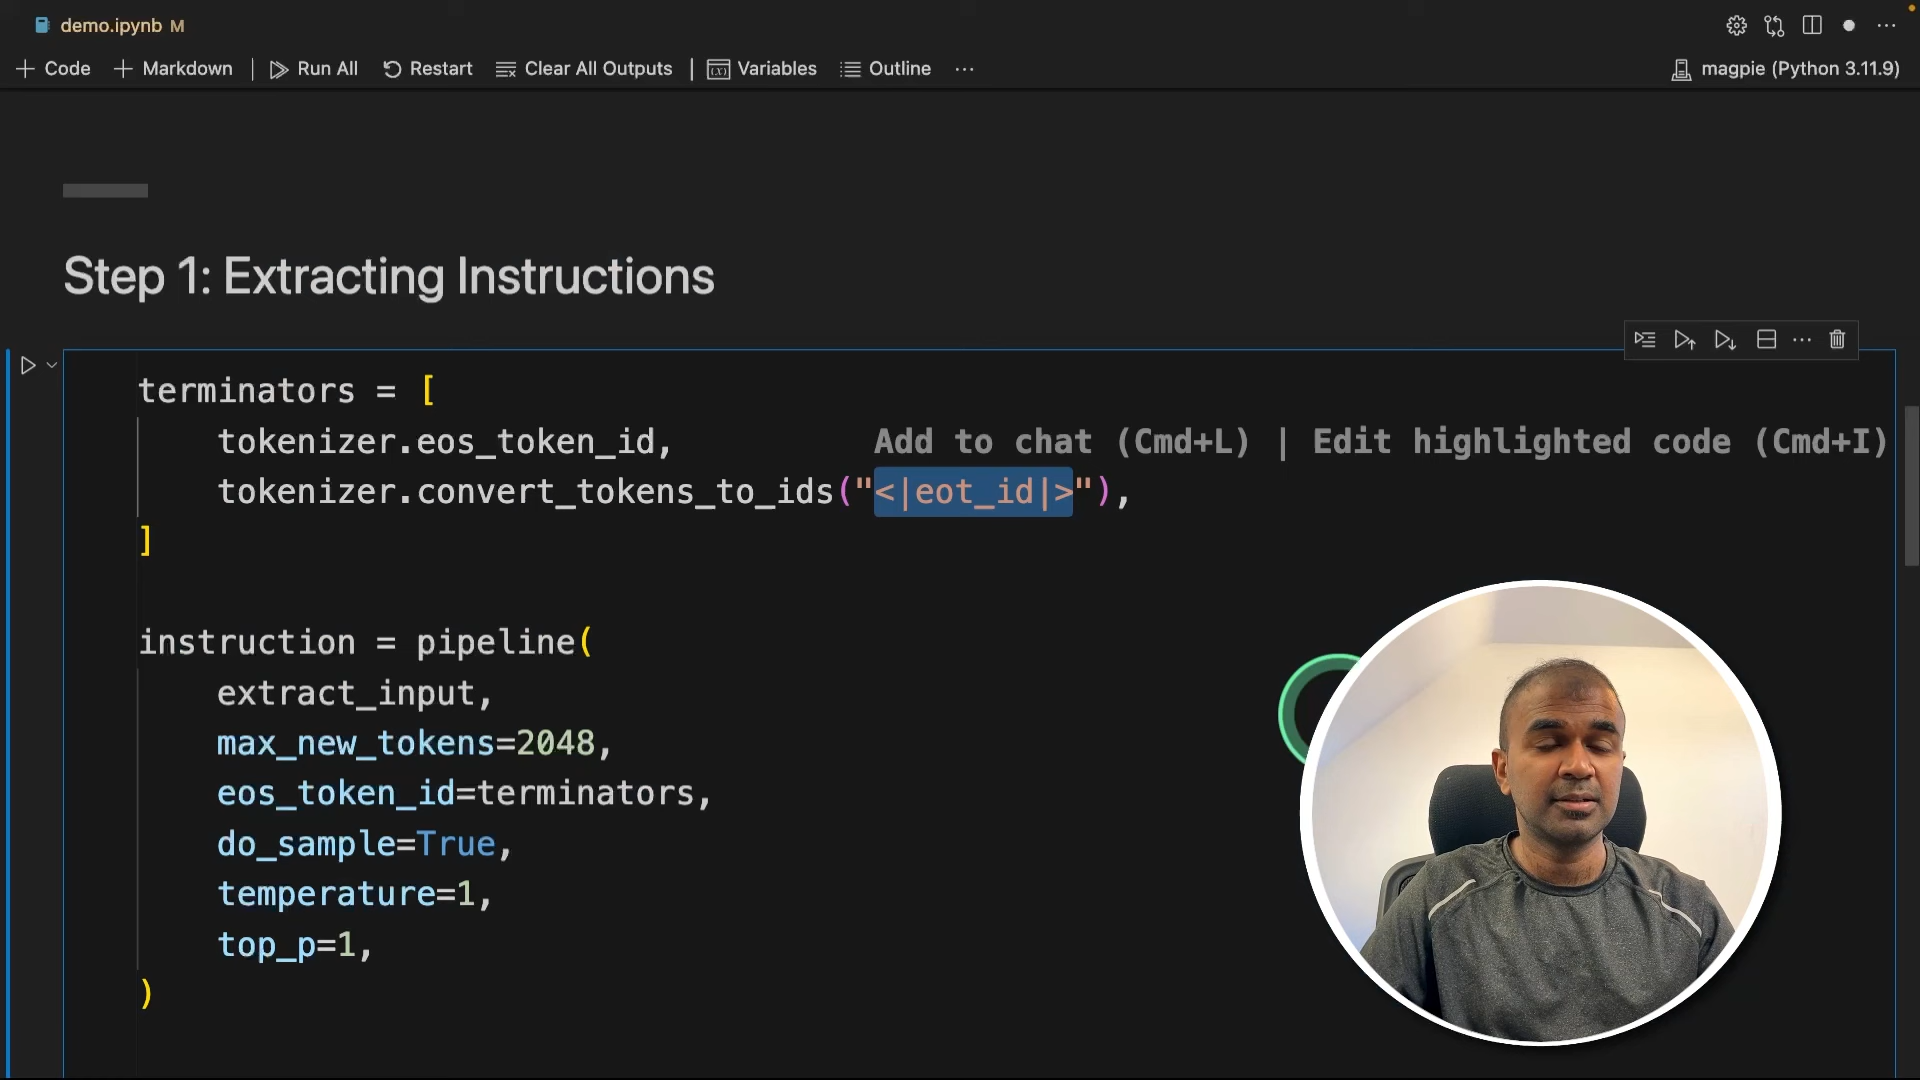 demo.ipynb M
Code Markdown Run All Restart Clear All Outputs Variables Outline ... magpie (Python 3.11.9)
Step 1: Extracting Instructions
terminators = [
tokenizer.eos_token_id, Add to chat (Cmd+L) | Edit highlighted code (Cmd+I)
tokenizer.convert_tokens_to_ids("<|eot_id|>"),
]
instruction = pipeline(
extract_input,
max_new_tokens=2048,
eos_token_id=terminators,
do_sample=True,
temperature=1,
top_p=1,
)